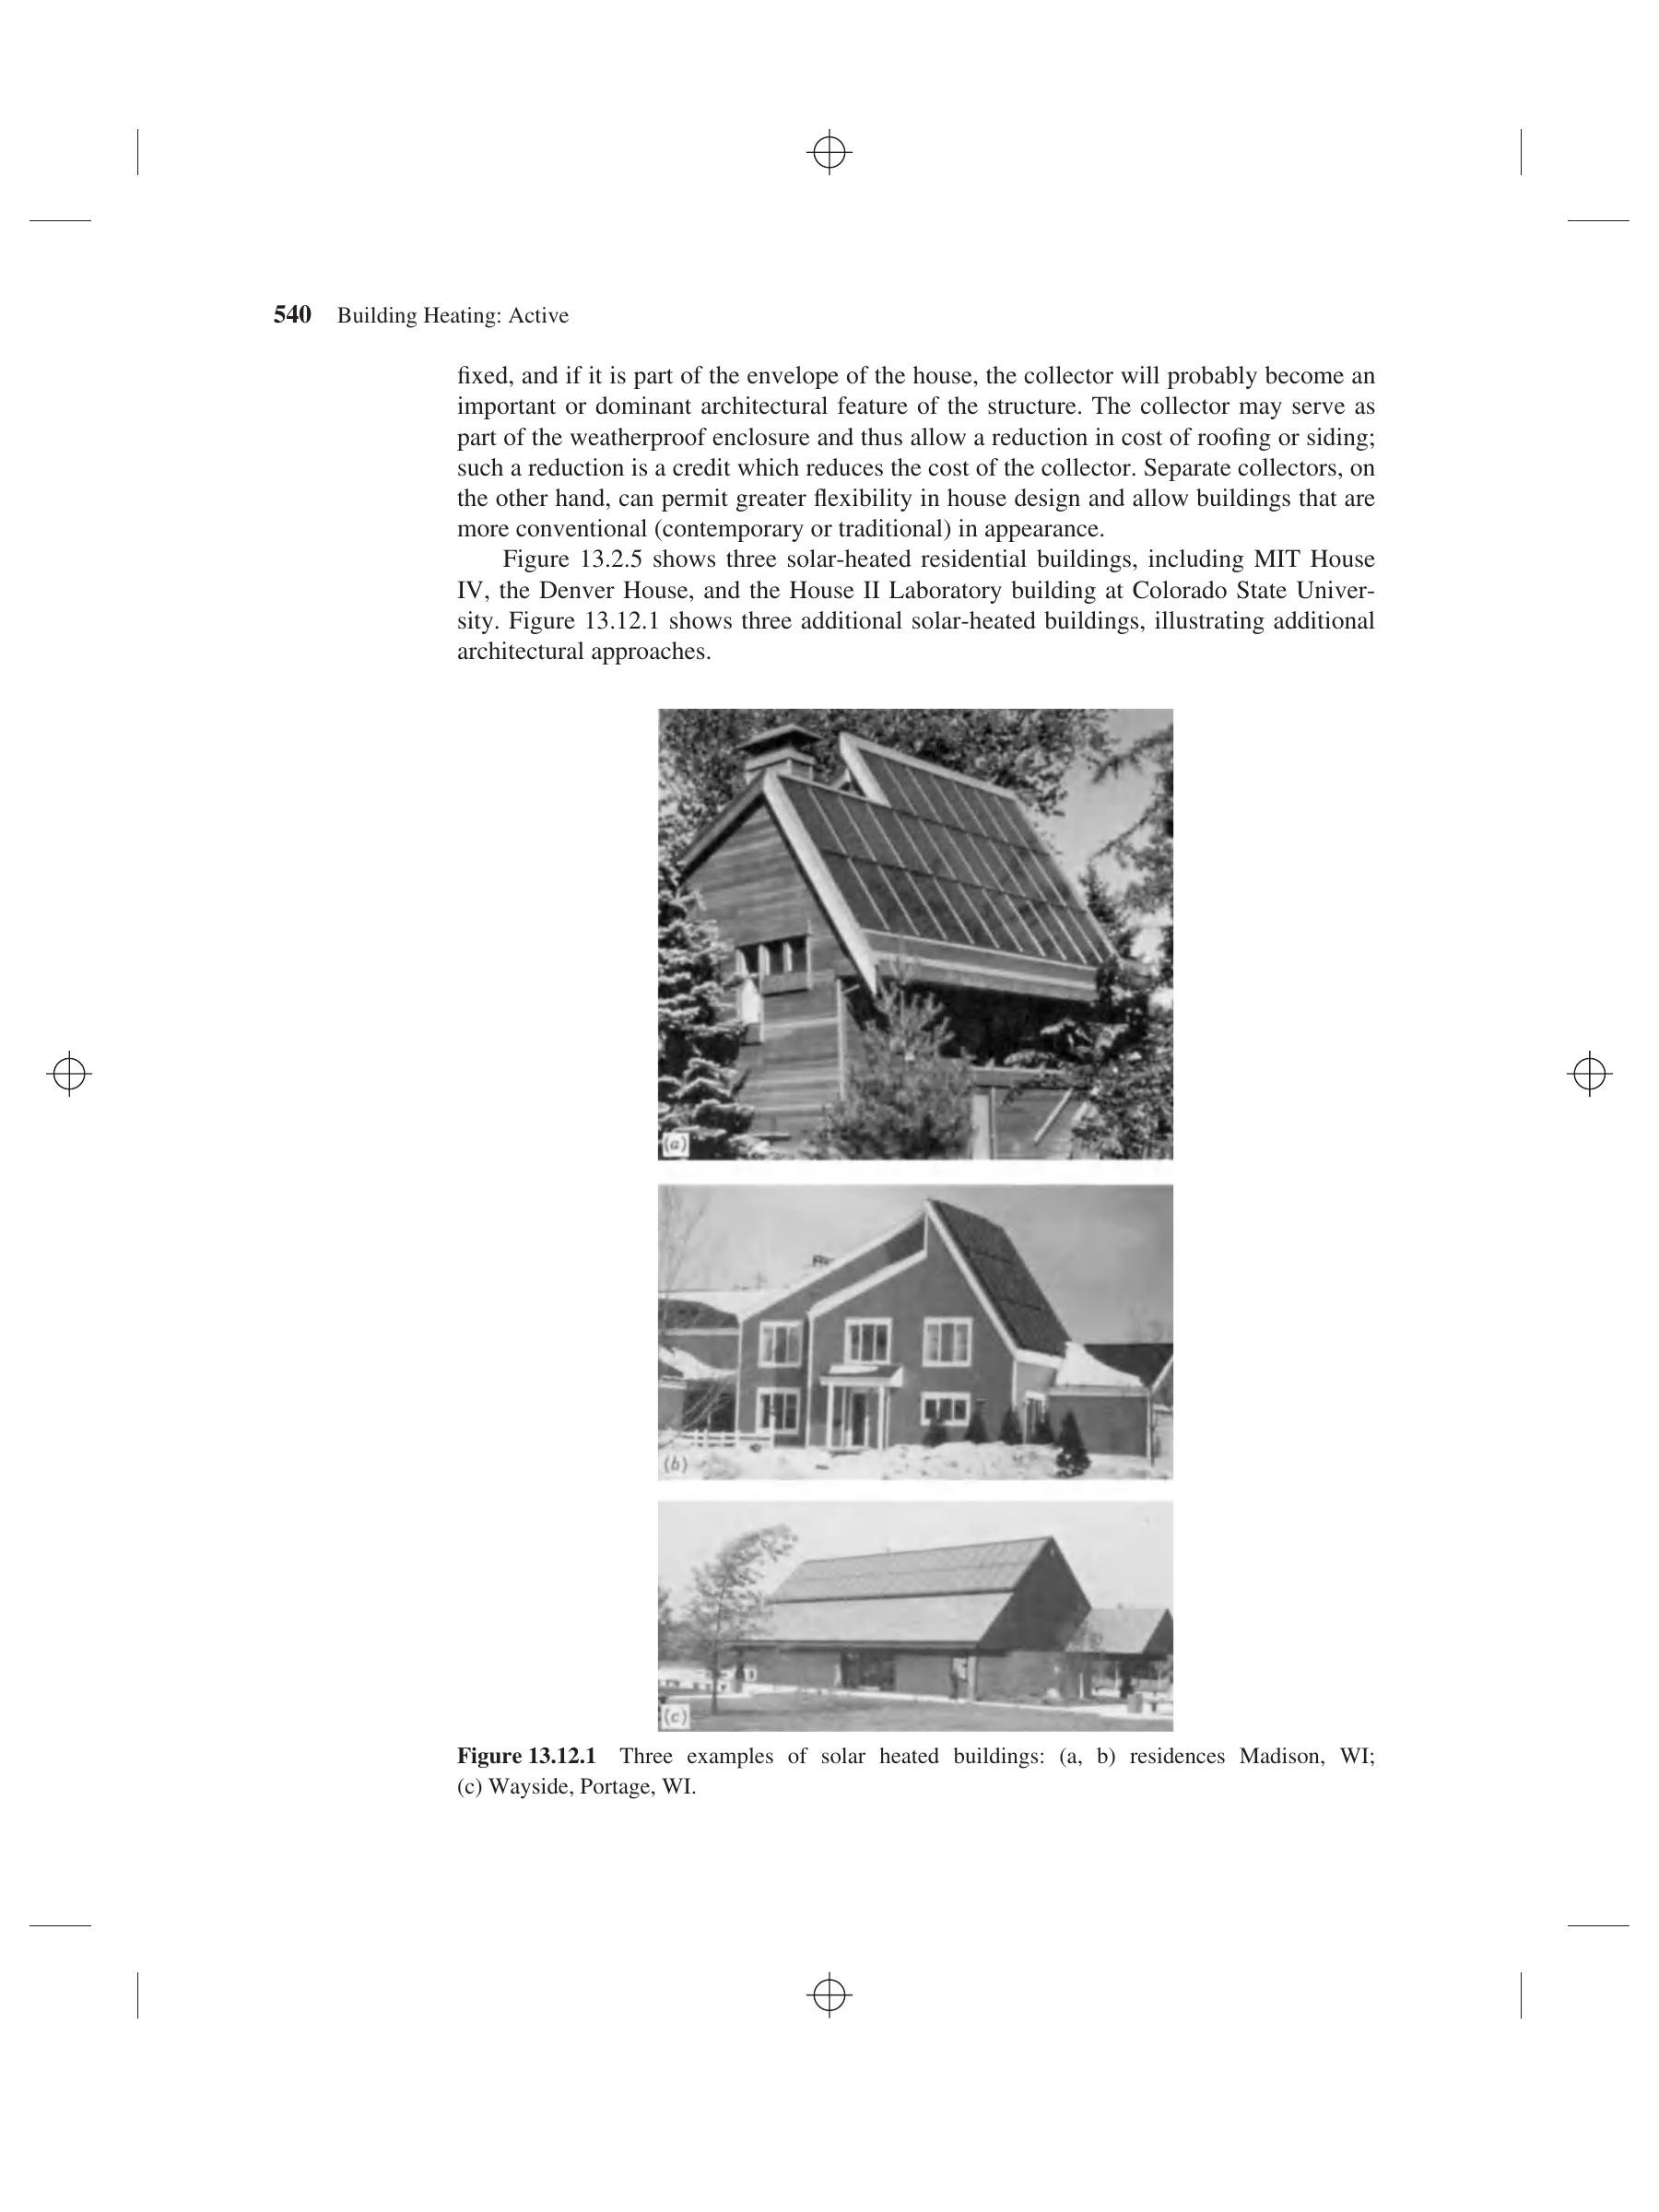 540 Building Heating: Active
fixed, and if it is part of the envelope of the house, the collector will probably become an
important or dominant architectural feature of the structure. The collector may serve as
part of the weatherproof enclosure and thus allow a reduction in cost of roofing or siding;
such a reduction is a credit which reduces the cost of the collector. Separate collectors, on
the other hand, can permit greater flexibility in house design and allow buildings that are
more conventional (contemporary or traditional) in appearance.
Figure 13.2.5 shows three solar-heated residential buildings, including MIT House
IV, the Denver House, and the House II Laboratory building at Colorado State Univer-
sity. Figure 13.12.1 shows three additional solar-heated buildings, illustrating additional
architectural approaches.
(a)
(b)
(c)
Figure 13.12.1 Three examples of solar heated buildings: (a, b) residences Madison, WI;
(c) Wayside, Portage, WI.